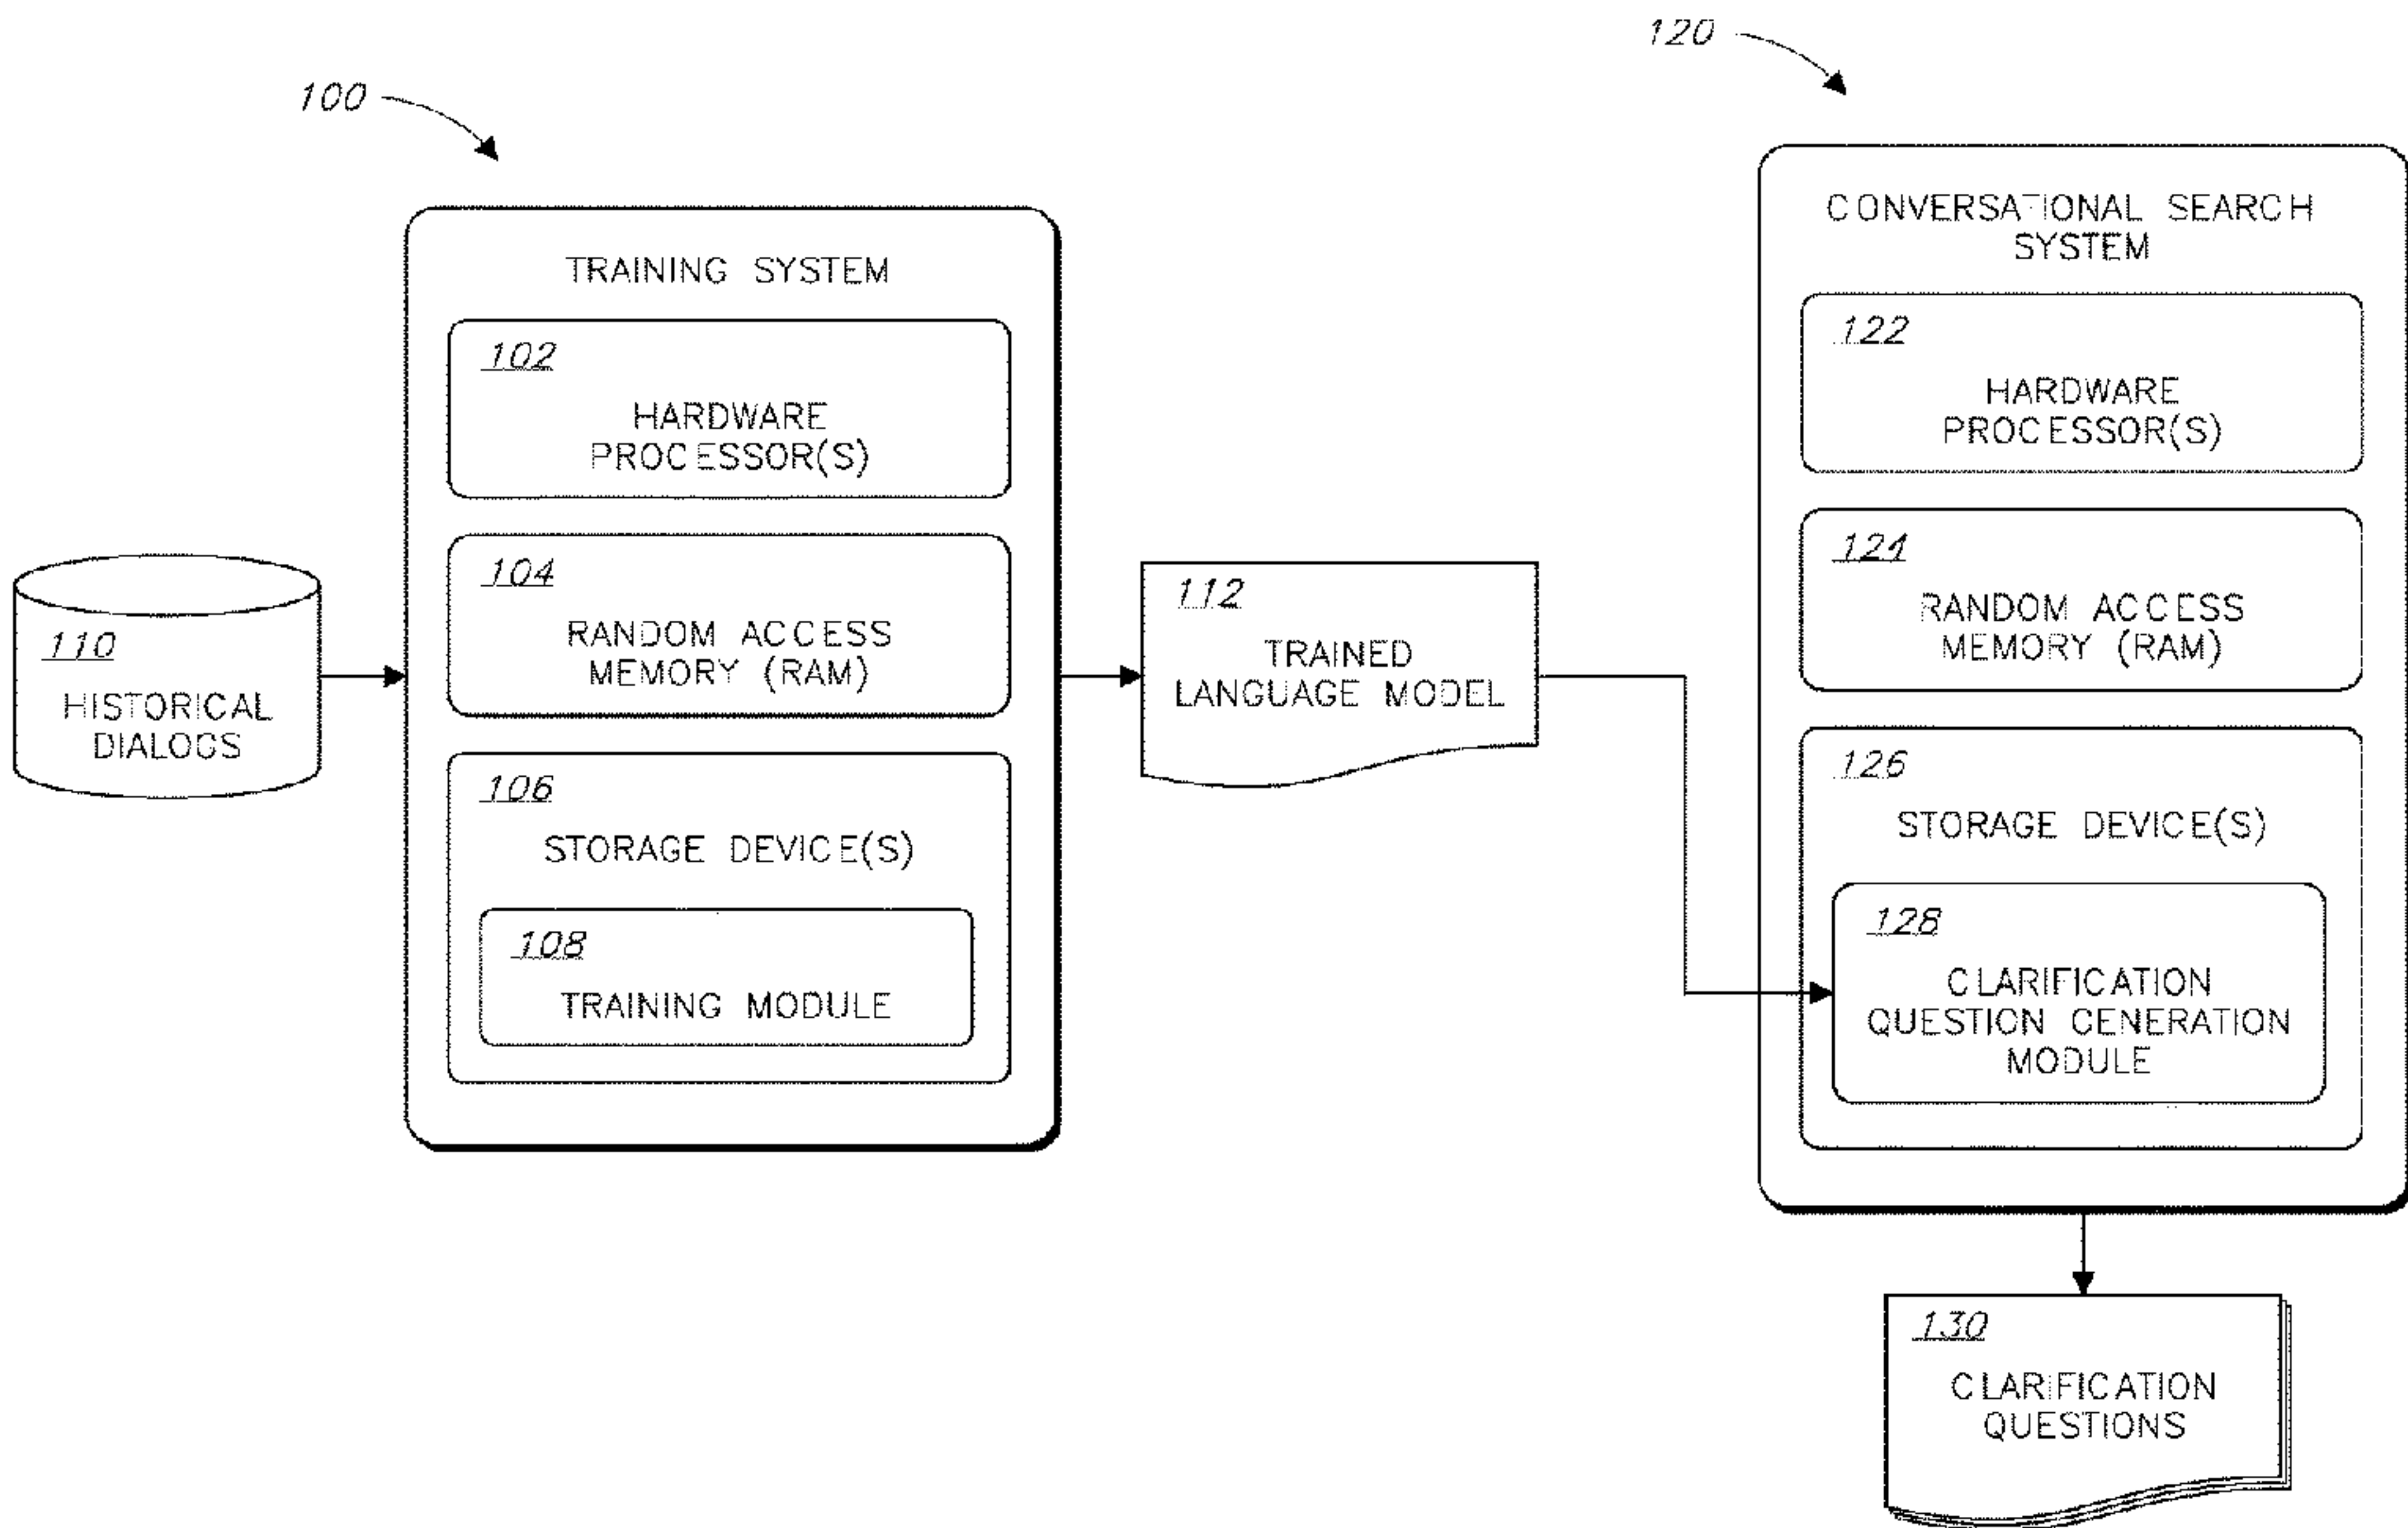 100
120
TRAINING SYSTEM
102
HARDWARE
PROCESSOR(S)
104
RANDOM ACCESS
MEMORY (RAM)
106
STORAGE DEVICE(S)
108
TRAINING MODULE
110
HISTORICAL
DIALOGS
112
TRAINED
LANGUAGE MODEL
CONVERSATIONAL SEARCH
SYSTEM
122
HARDWARE
PROCESSOR(S)
124
RANDOM ACCESS
MEMORY (RAM)
126
STORAGE DEVICE(S)
128
CLARIFICATION
QUESTION GENERATION
MODULE
130
CLARIFICATION
QUESTIONS